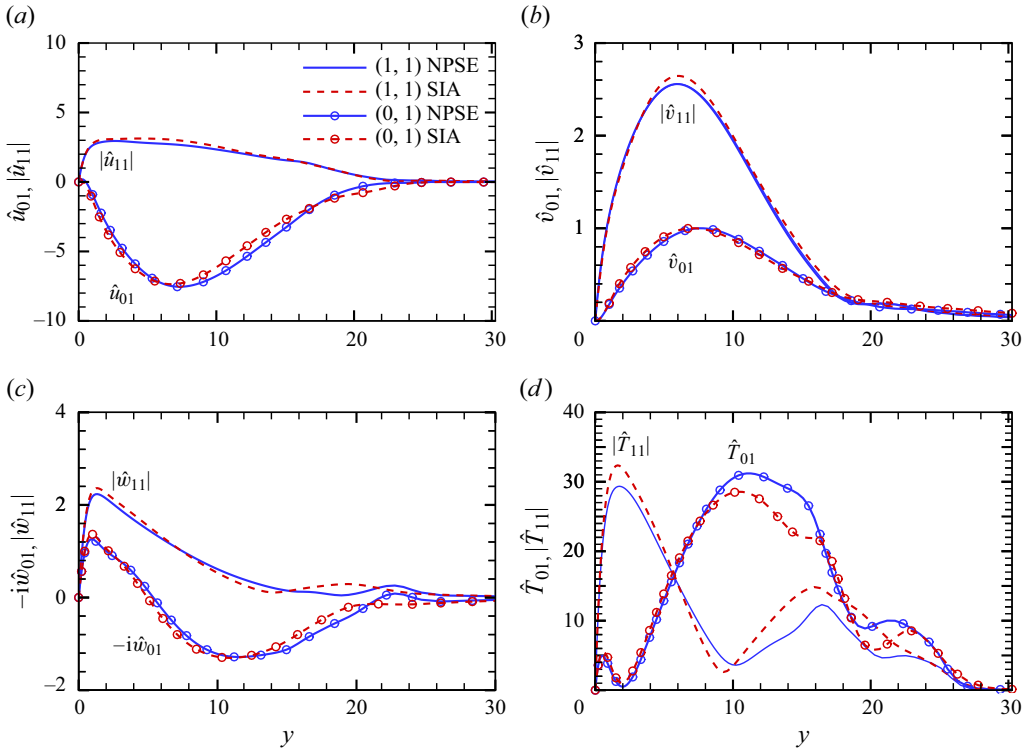 (a)
10
5
0
−5
−10
0
10
20
30
û01, |û11|
(1, 1) NPSE
(1, 1) SIA
(0, 1) NPSE
(0, 1) SIA
|û11|
û01
(b)
3
2
1
0
0
10
20
30
v̂01, |v̂11|
|v̂11|
v̂01
(c)
4
2
0
−2
0
10
20
30
−iŵ01, |ŵ11|
|ŵ11|
−iŵ01
y
(d)
40
30
20
10
0
0
10
20
30
T̂01, |T̂11|
|T̂11|
T̂01
y